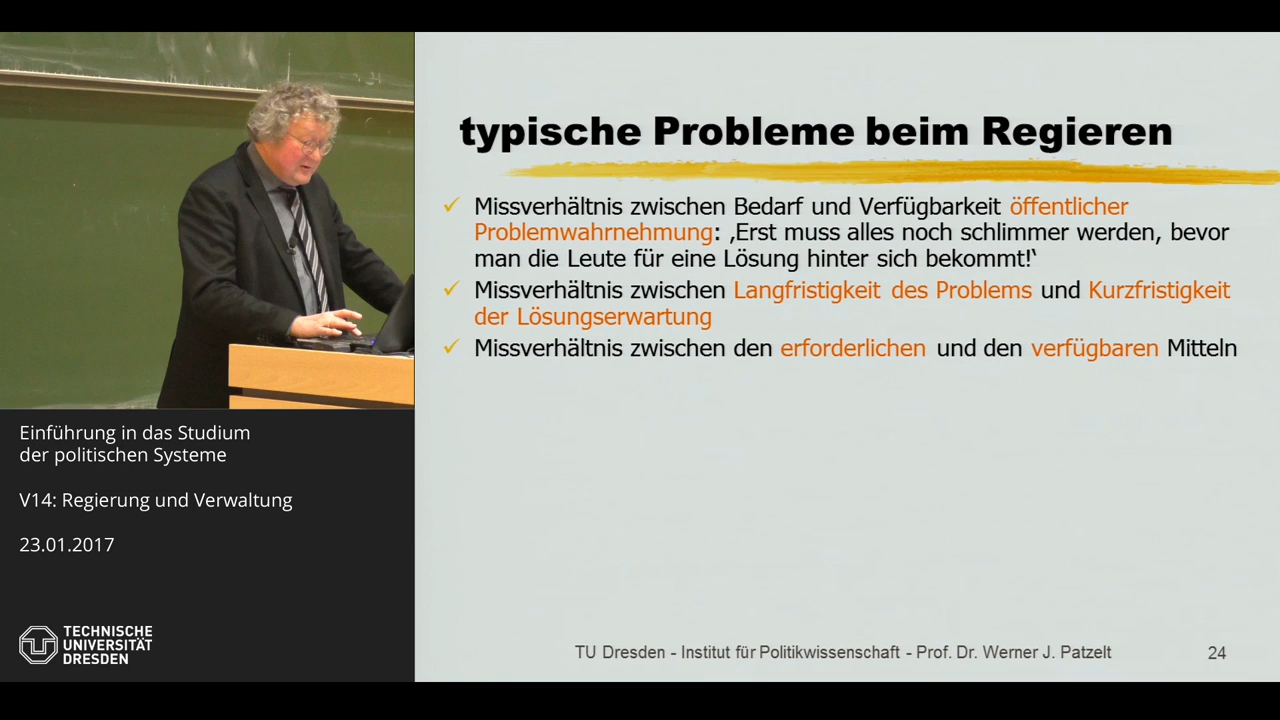 typische Probleme beim Regieren
Missverhältnis zwischen Bedarf und Verfügbarkeit öffentlicher
Problemwahrnehmung: ‚Erst muss alles noch schlimmer werden, bevor
man die Leute für eine Lösung hinter sich bekommt!‘
Missverhältnis zwischen Langfristigkeit des Problems und Kurzfristigkeit
der Lösungserwartung
Missverhältnis zwischen den erforderlichen und den verfügbaren Mitteln
Einführung in das Studium
der politischen Systeme
V14: Regierung und Verwaltung
23.01.2017
TECHNISCHE
UNIVERSITÄT
DRESDEN
TU Dresden - Institut für Politikwissenschaft - Prof. Dr. Werner J. Patzelt
24